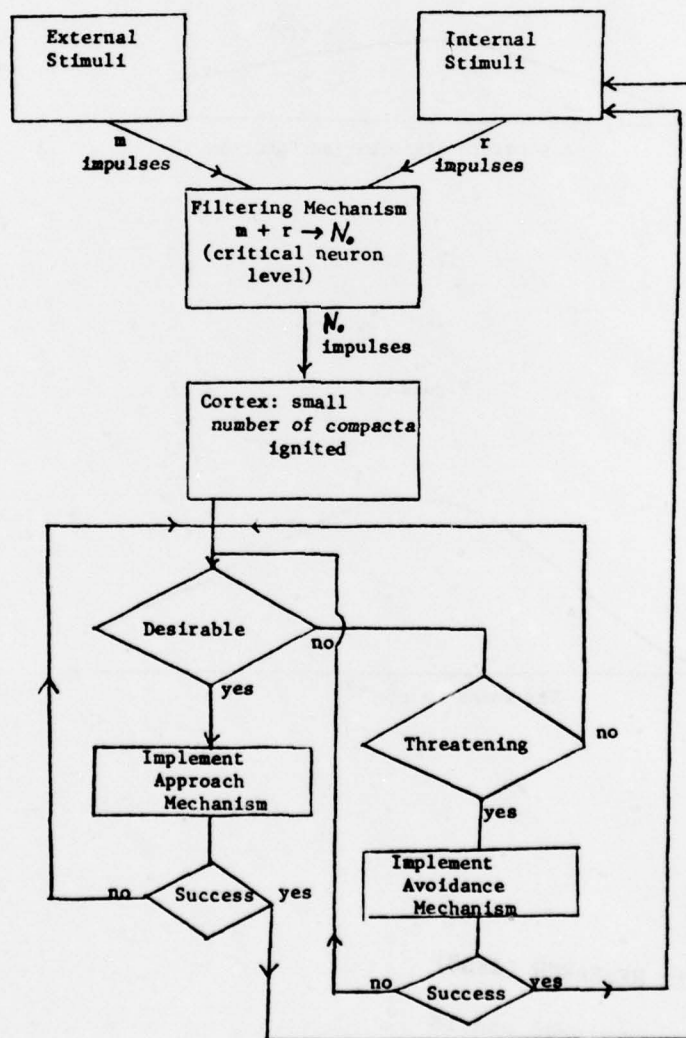 External
Stimuli
Internal
Stimuli
m
impulses
r
impulses
Filtering Mechanism
m + r → N₀
(critical neuron
level)
N₀
impulses
Cortex: small
number of compacta
ignited
Desirable
no
yes
Threatening
no
yes
Implement
Approach
Mechanism
Implement
Avoidance
Mechanism
no
Success
yes
no
Success
yes